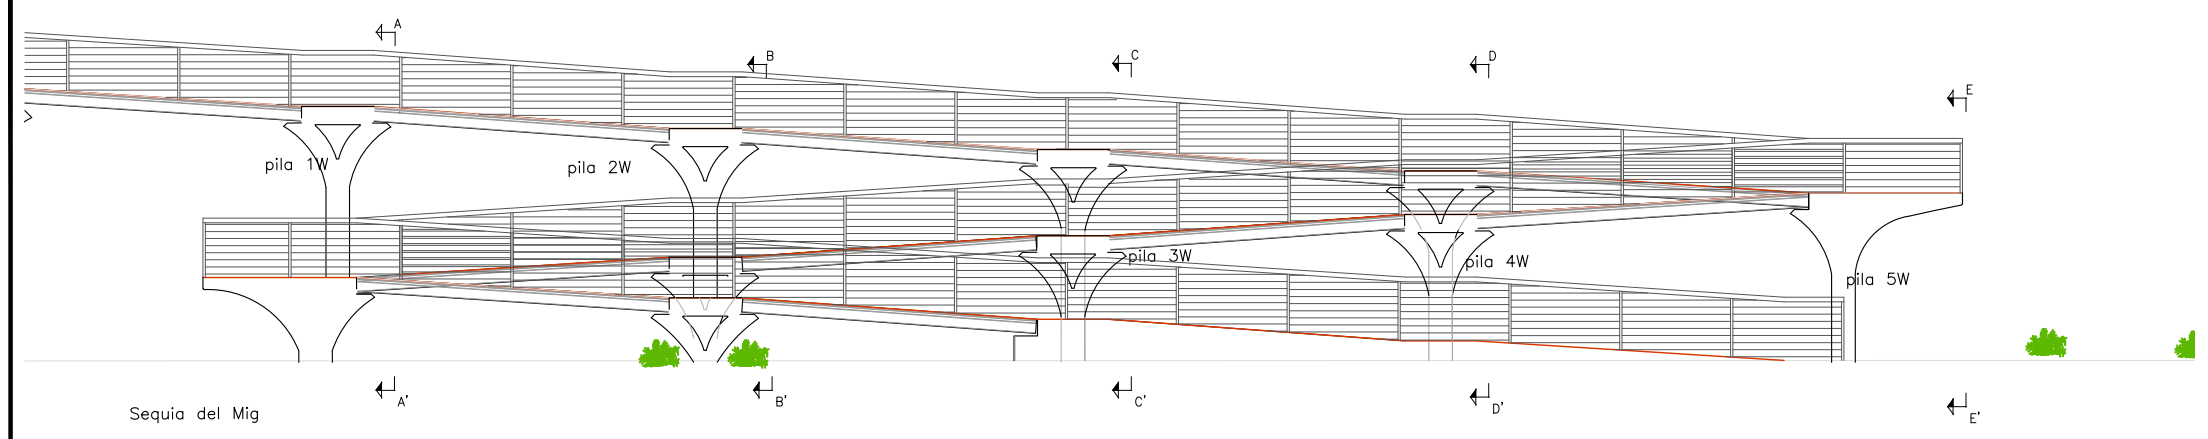 A
B
C
D
E
pila 1W
pila 2W
pila 3W
pila 4W
pila 5W
A'
B'
C'
D'
E'
Sequia del Mig